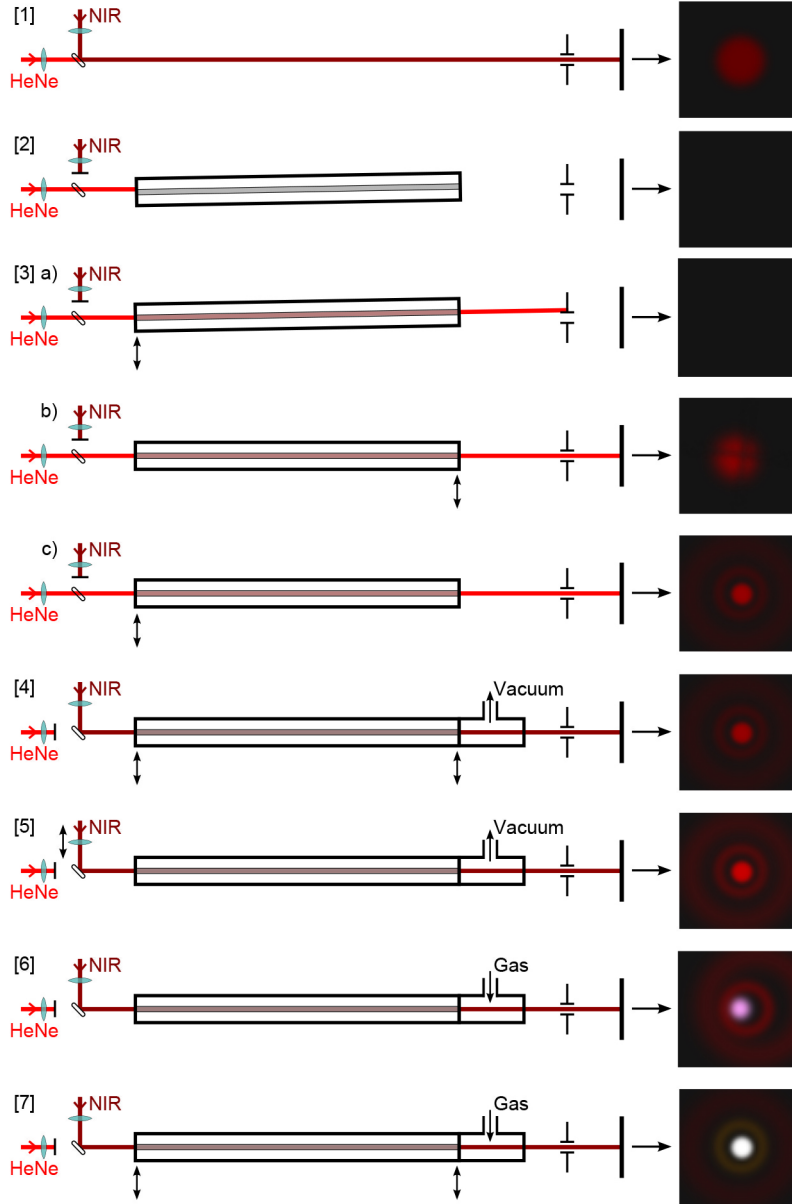 [1]
NIR
HeNe
[2]
NIR
HeNe
[3] a)
NIR
HeNe
b)
NIR
HeNe
c)
NIR
HeNe
[4]
NIR
Vacuum
HeNe
[5]
NIR
Vacuum
HeNe
[6]
NIR
Gas
HeNe
[7]
NIR
Gas
HeNe